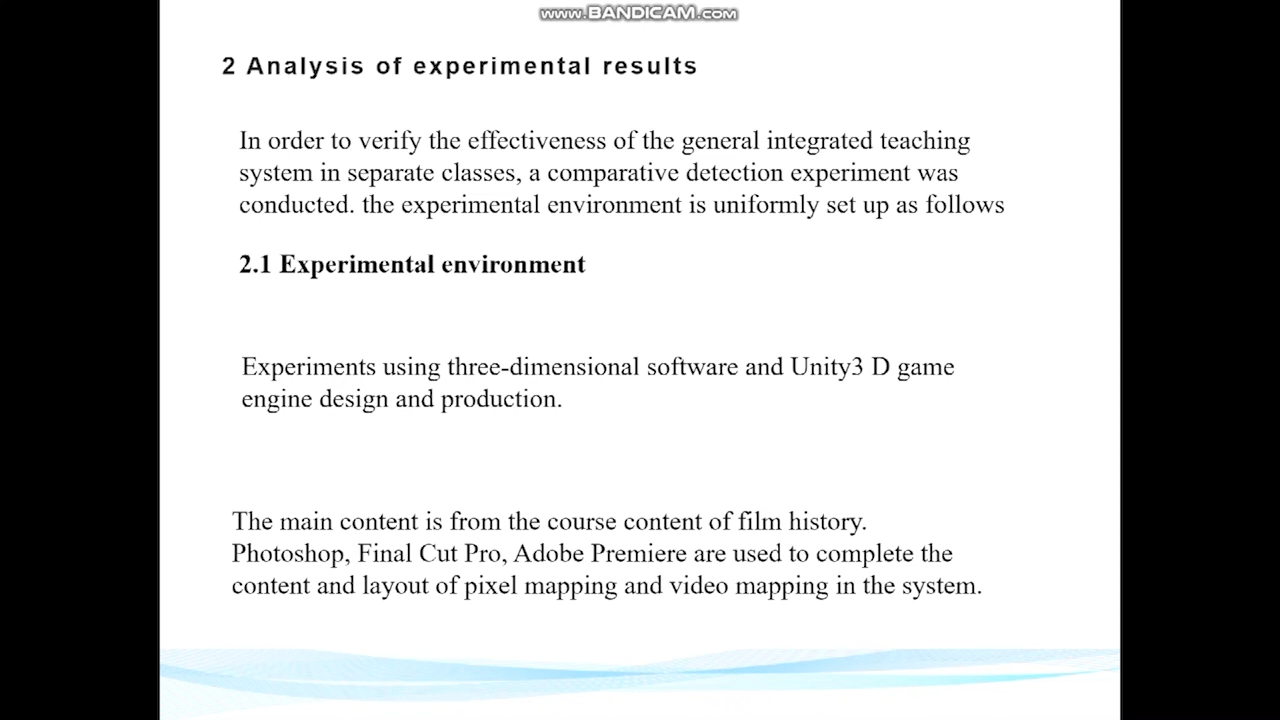 www.BANDICAM.com
2 Analysis of experimental results
In order to verify the effectiveness of the general integrated teaching
system in separate classes, a comparative detection experiment was
conducted. the experimental environment is uniformly set up as follows
2.1 Experimental environment
Experiments using three-dimensional software and Unity3 D game
engine design and production.
The main content is from the course content of film history.
Photoshop, Final Cut Pro, Adobe Premiere are used to complete the
content and layout of pixel mapping and video mapping in the system.